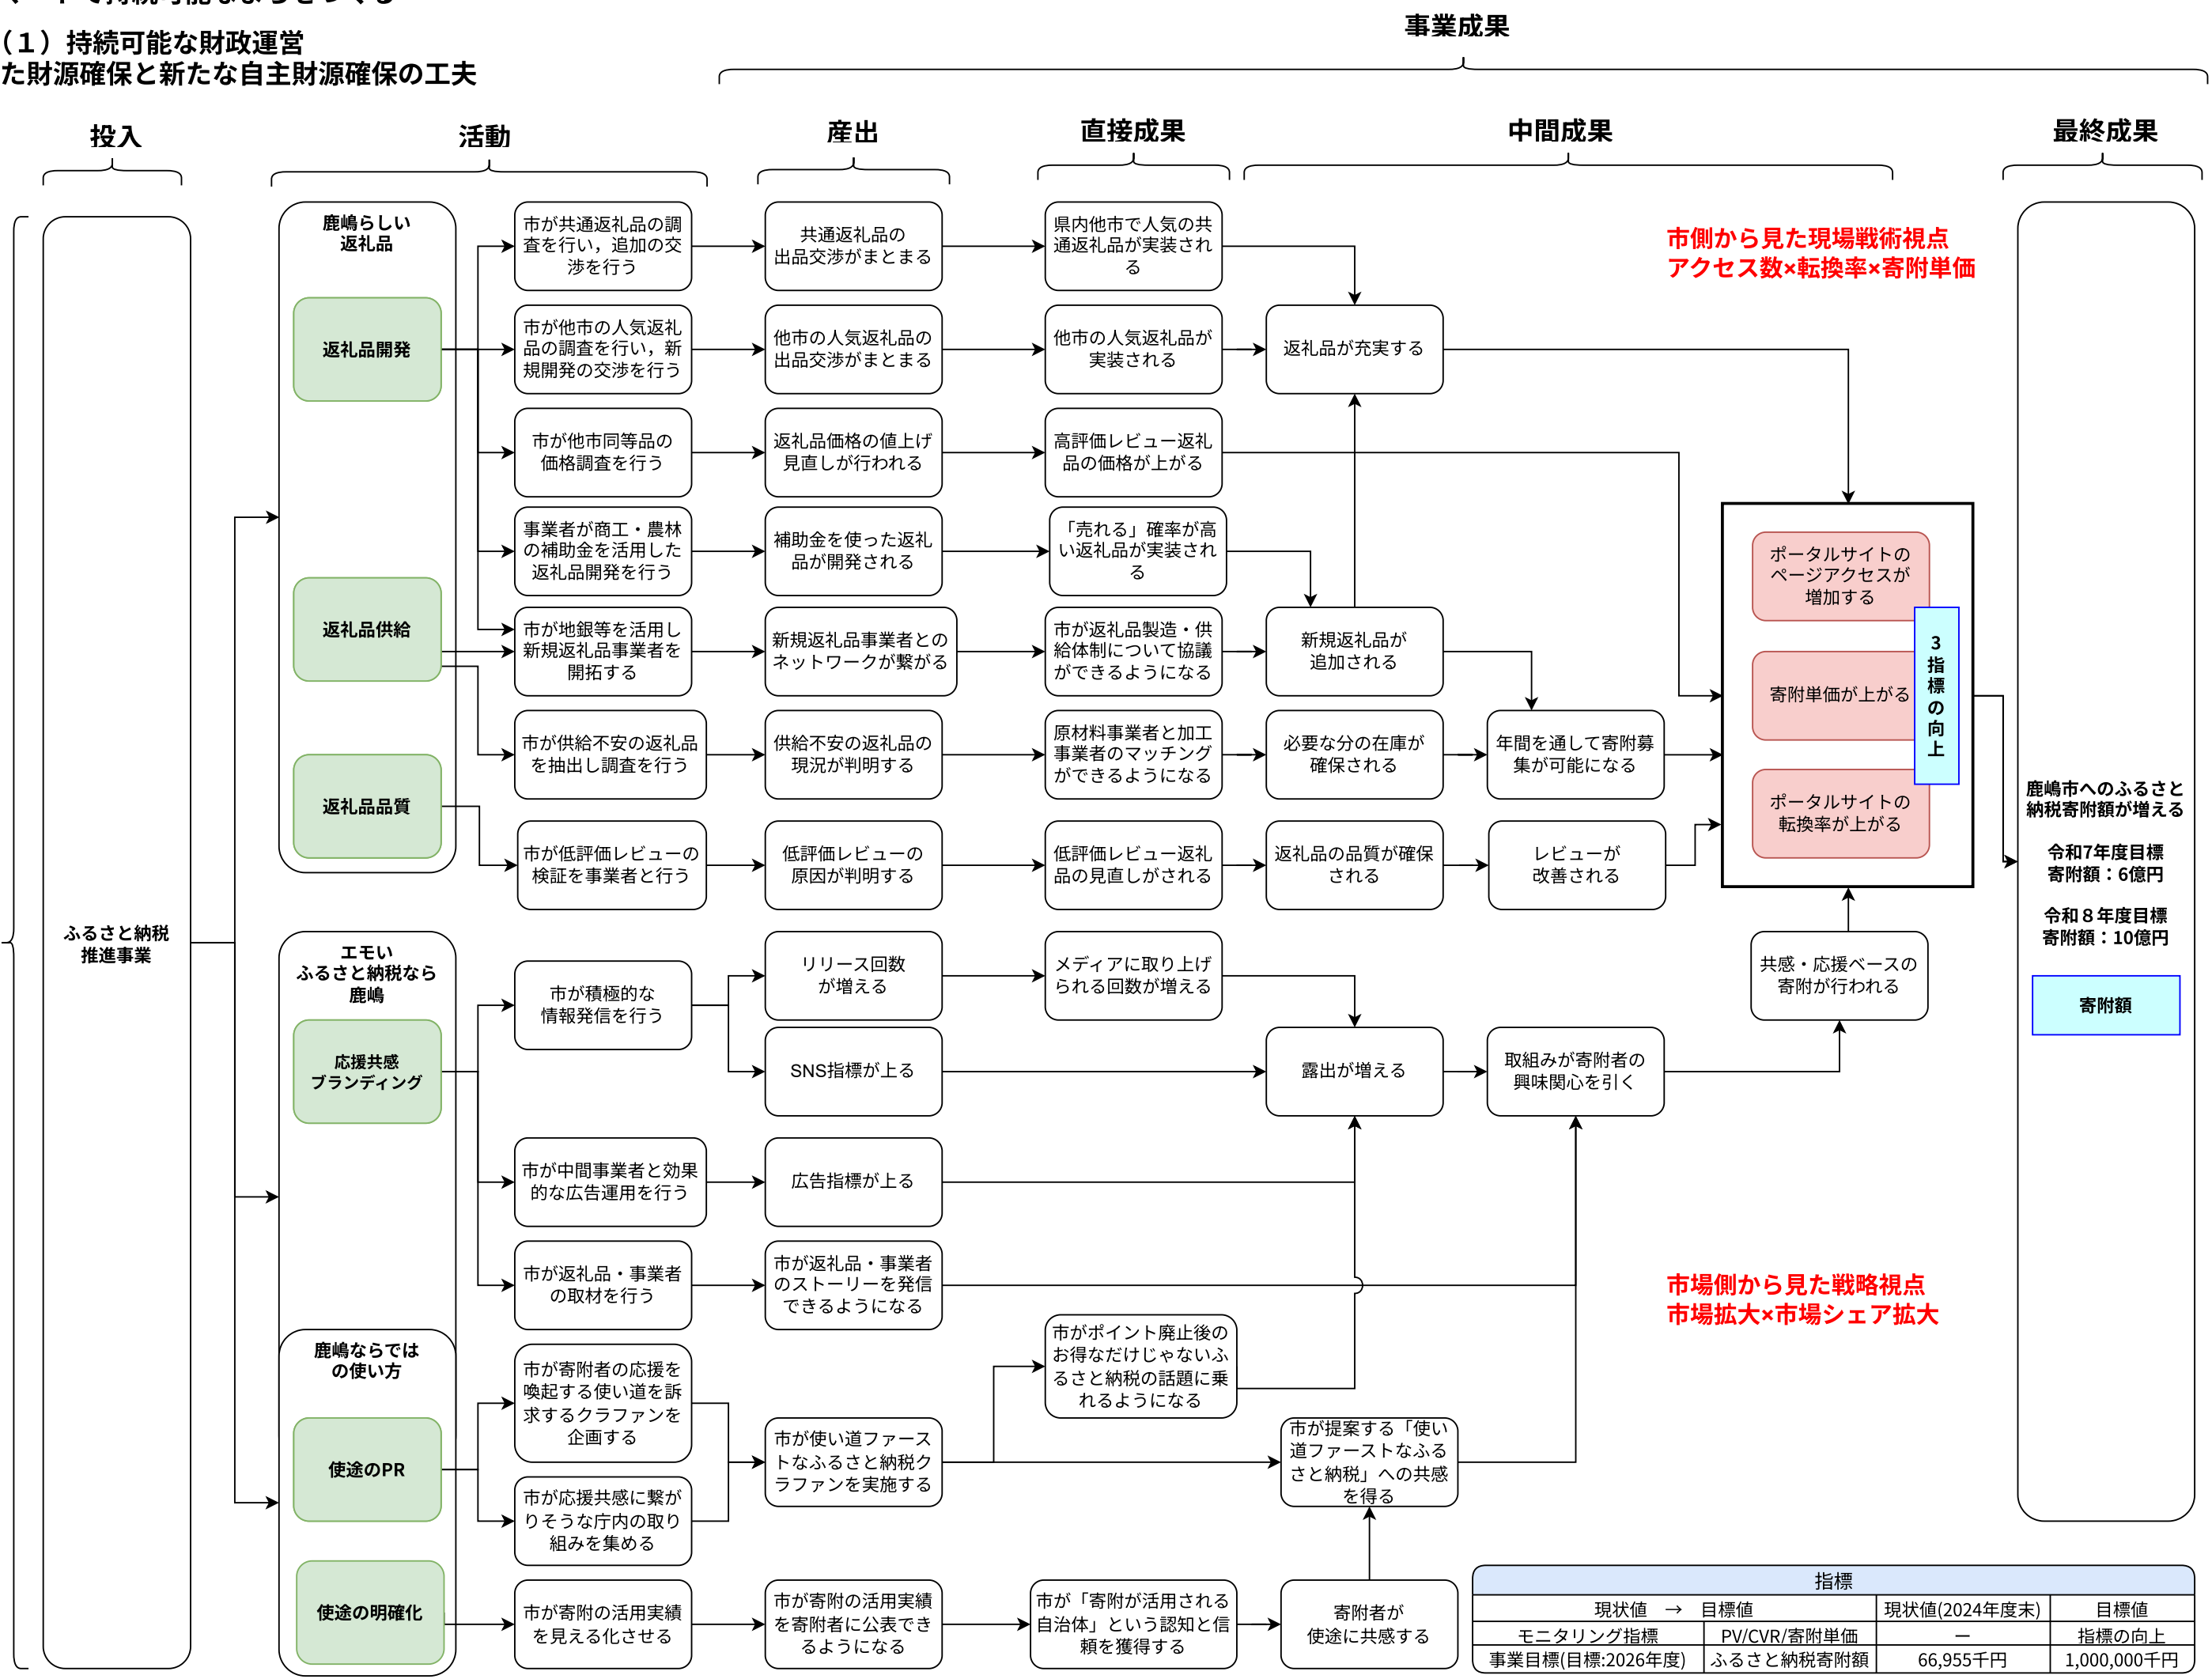 （１）持続可能な財政運営
た財源確保と新たな自主財源確保の工夫
事業成果
投入
活動
産出
直接成果
中間成果
最終成果
ふるさと納税
推進事業
鹿嶋らしい
返礼品
返礼品開発
返礼品供給
返礼品品質
エモい
ふるさと納税なら
鹿嶋
応援共感
ブランディング
鹿嶋ならでは
の使い方
使途のPR
使途の明確化
市が共通返礼品の調
査を行い，追加の交
渉を行う
共通返礼品の
出品交渉がまとまる
県内他市で人気の共
通返礼品が実装され
る
市が他市の人気返礼
品の調査を行い，新
規開発の交渉を行う
他市の人気返礼品の
出品交渉がまとまる
他市の人気返礼品が
実装される
返礼品が充実する
市が他市同等品の
価格調査を行う
返礼品価格の値上げ
見直しが行われる
高評価レビュー返礼
品の価格が上がる
事業者が商工・農林
の補助金を活用した
返礼品開発を行う
補助金を使った返礼
品が開発される
「売れる」確率が高
い返礼品が実装され
る
市が地銀等を活用し
新規返礼品事業者を
開拓する
新規返礼品事業者との
ネットワークが繋がる
市が返礼品製造・供
給体制について協議
ができるようになる
新規返礼品が
追加される
市が供給不安の返礼品
を抽出し調査を行う
供給不安の返礼品の
現況が判明する
原材料事業者と加工
事業者のマッチング
ができるようになる
必要な分の在庫が
確保される
年間を通して寄附募
集が可能になる
市が低評価レビューの
検証を事業者と行う
低評価レビューの
原因が判明する
低評価レビュー返礼
品の見直しがされる
返礼品の品質が確保
される
レビューが
改善される
市が積極的な
情報発信を行う
リリース回数
が増える
メディアに取り上げ
られる回数が増える
SNS指標が上る
露出が増える
取組みが寄附者の
興味関心を引く
共感・応援ベースの
寄附が行われる
市が中間事業者と効果
的な広告運用を行う
広告指標が上る
市が返礼品・事業者
の取材を行う
市が返礼品・事業者
のストーリーを発信
できるようになる
市が寄附者の応援を
喚起する使い道を訴
求するクラファンを
企画する
市が応援共感に繋が
りそうな庁内の取り
組みを集める
市が使い道ファース
トなふるさと納税ク
ラファンを実施する
市がポイント廃止後の
お得なだけじゃないふ
るさと納税の話題に乗
れるようになる
市が提案する「使い
道ファーストなふる
さと納税」への共感
を得る
市が寄附の活用実績
を見える化させる
市が寄附の活用実績
を寄附者に公表でき
るようになる
市が「寄附が活用される
自治体」という認知と信
頼を獲得する
寄附者が
使途に共感する
市側から見た現場戦術視点
アクセス数×転換率×寄附単価
ポータルサイトの
ページアクセスが
増加する
寄附単価が上がる
ポータルサイトの
転換率が上がる
3
指
標
の
向
上
市場側から見た戦略視点
市場拡大×市場シェア拡大
鹿嶋市へのふるさと
納税寄附額が増える
令和7年度目標
寄附額：6億円
令和８年度目標
寄附額：10億円
寄附額
指標
現状値　→　目標値 現状値(2024年度末) 目標値
モニタリング指標 PV/CVR/寄附単価 ー 指標の向上
事業目標(目標:2026年度) ふるさと納税寄附額 66,955千円 1,000,000千円